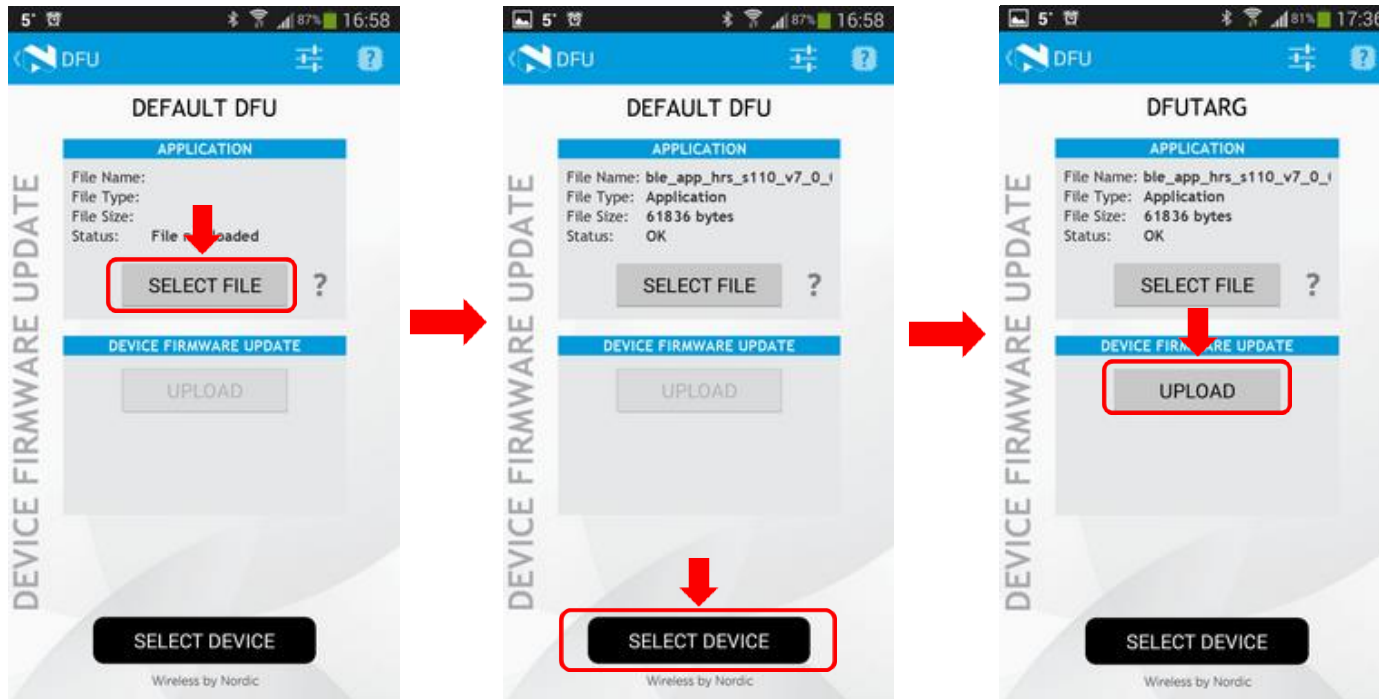 5° 87% 16:58
DFU ?
DEFAULT DFU
APPLICATION
File Name:
File Type:
File Size:
Status: File loaded
SELECT FILE ?
DEVICE FIRMWARE UPDATE
UPLOAD
DEVICE FIRMWARE UPDATE
SELECT DEVICE
Wireless by Nordic
5° 87% 16:58
DFU ?
DEFAULT DFU
APPLICATION
File Name: ble_app_hrs_s110_v7_0_
File Type: Application
File Size: 61836 bytes
Status: OK
SELECT FILE ?
DEVICE FIRMWARE UPDATE
UPLOAD
DEVICE FIRMWARE UPDATE
SELECT DEVICE
Wireless by Nordic
5° 81% 17:36
DFU ?
DFUTARG
APPLICATION
File Name: ble_app_hrs_s110_v7_0_
File Type: Application
File Size: 61836 bytes
Status: OK
SELECT FILE ?
DEVICE FIRMWARE UPDATE
UPLOAD
DEVICE FIRMWARE UPDATE
SELECT DEVICE
Wireless by Nordic